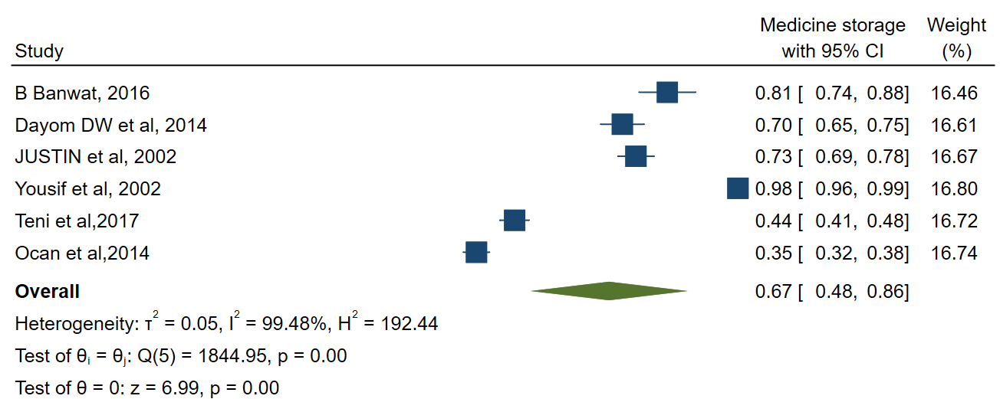 Medicine storage Weight
Study with 95% CI (%)
B Banwat, 2016 0.81 [ 0.74, 0.88] 16.46
Dayom DW et al, 2014 0.70 [ 0.65, 0.75] 16.61
JUSTIN et al, 2002 0.73 [ 0.69, 0.78] 16.67
Yousif et al, 2002 0.98 [ 0.96, 0.99] 16.80
Teni et al,2017 0.44 [ 0.41, 0.48] 16.72
Ocan et al,2014 0.35 [ 0.32, 0.38] 16.74
Overall 0.67 [ 0.48, 0.86]
Heterogeneity: τ² = 0.05, I² = 99.48%, H² = 192.44
Test of θᵢ = θⱼ: Q(5) = 1844.95, p = 0.00
Test of θ = 0: z = 6.99, p = 0.00